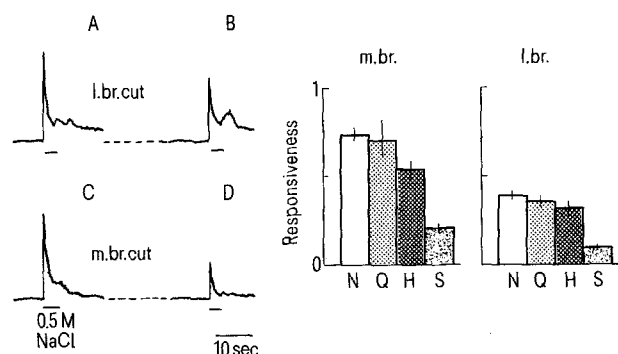 A
B
l.br.cut
C
D
m.br.cut
0.5 M
NaCl
10 sec
m.br.
l.br.
Responsiveness
1
0
N Q H S
N Q H S